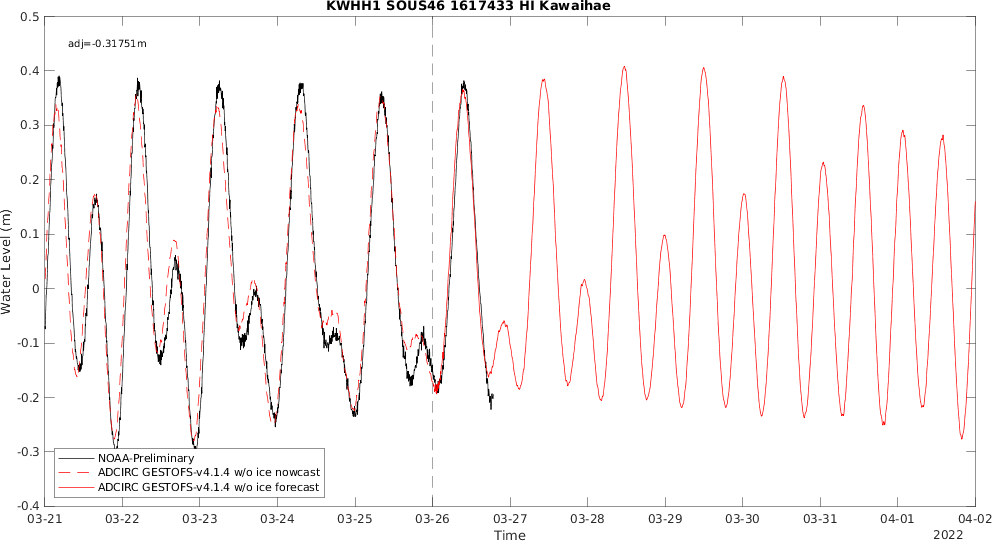 KWHH1 SOUS46 1617433 HI Kawaihae
adj=-0.31751m
Water Level (m)
0.5
0.4
0.3
0.2
0.1
0
-0.1
-0.2
-0.3
-0.4
NOAA-Preliminary
ADCIRC GESTOFS-v4.1.4 w/o ice nowcast
ADCIRC GESTOFS-v4.1.4 w/o ice forecast
03-21 03-22 03-23 03-24 03-25 03-26 03-27 03-28 03-29 03-30 03-31 04-01 04-02
Time
2022